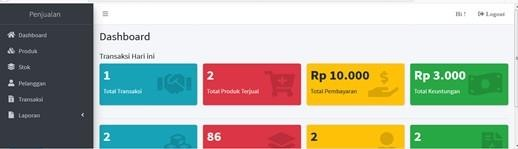 Penjualan
Hi !
Logout
Dashboard
Produk
Stok
Pelanggan
Transaksi
Laporan
Dashboard
Transaksi Hari ini
1
Total Transaksi
2
Total Produk Terjual
Rp 10.000
Total Pembayaran
Rp 3.000
Total Keuntungan
2
86
2
2